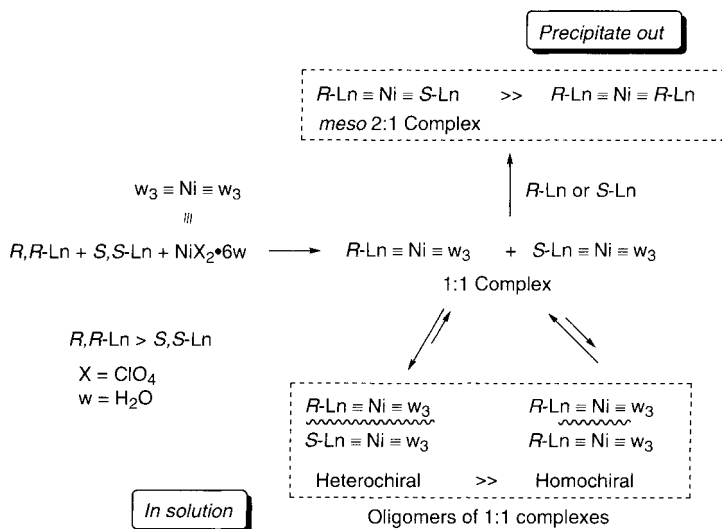 Precipitate out
R-Ln ≡ Ni ≡ S-Ln >> R-Ln ≡ Ni ≡ R-Ln
meso 2:1 Complex
w₃ ≡ Ni ≡ w₃
R-Ln or S-Ln
≡
R,R-Ln + S,S-Ln + NiX₂•6w R-Ln ≡ Ni ≡ w₃ + S-Ln ≡ Ni ≡ w₃
1:1 Complex
R,R-Ln > S,S-Ln
X = ClO₄
w = H₂O
R-Ln ≡ Ni ≡ w₃ R-Ln ≡ Ni ≡ w₃
S-Ln ≡ Ni ≡ w₃ R-Ln ≡ Ni ≡ w₃
Heterochiral >> Homochiral
In solution
Oligomers of 1:1 complexes